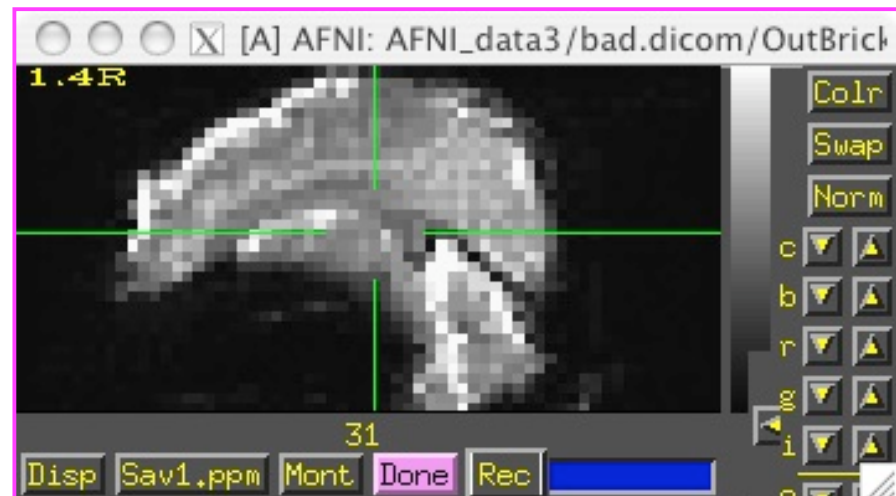 X [A] AFNI: AFNI_data3/bad.dicom/OutBrick
1.4R
Colr
Swap
Norm
c
b
r
g
i
31
Disp Sav1.ppm Mont Done Rec